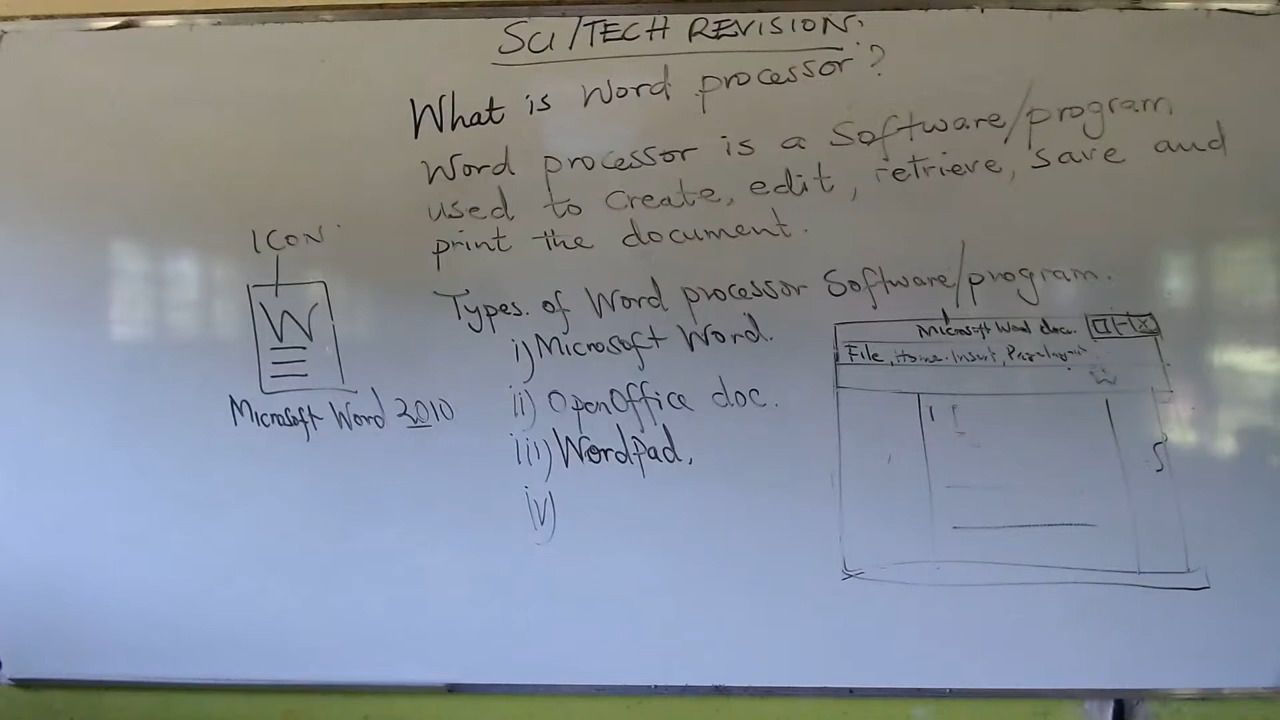 SCI/TECH REVISION.
What is Word processor?
Word processor is a Software/program
used to create, edit, retrieve, save and
print the document.
Types of Word processor Software/program.
i) Microsoft Word.
ii) OpenOffice doc.
iii) WordPad.
iv)
ICON
W
Microsoft Word 2010
Microsoft Word doc.
File, Home, Insert,